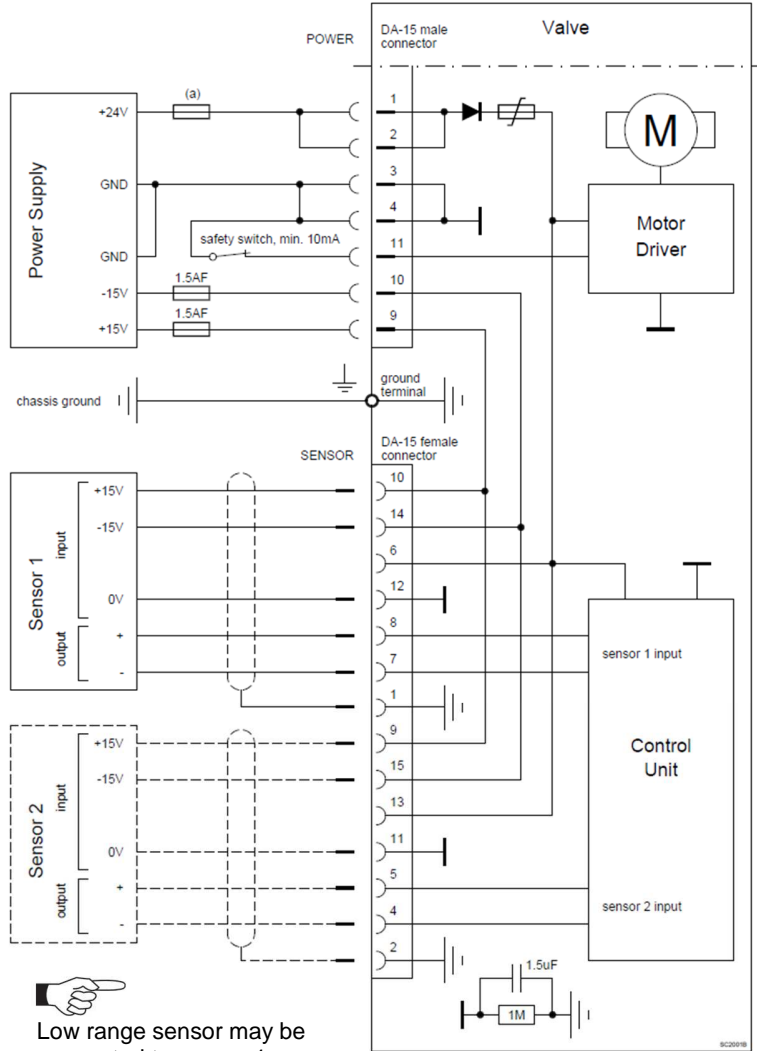 POWER
DA-15 male
connector
Valve
Power Supply
+24V
(a)
GND
GND
safety switch, min. 10mA
-15V
1.5AF
+15V
1.5AF
1
2
3
4
11
10
9
M
Motor
Driver
chassis ground
ground
terminal
SENSOR
DA-15 female
connector
Sensor 1
input
+15V
-15V
0V
output
+
-
10
14
6
12
8
7
1
sensor 1 input
Control
Unit
Sensor 2
input
+15V
-15V
0V
output
+
-
9
15
13
11
5
4
2
sensor 2 input
1.5uF
1M
SC2001B
Low range sensor may be